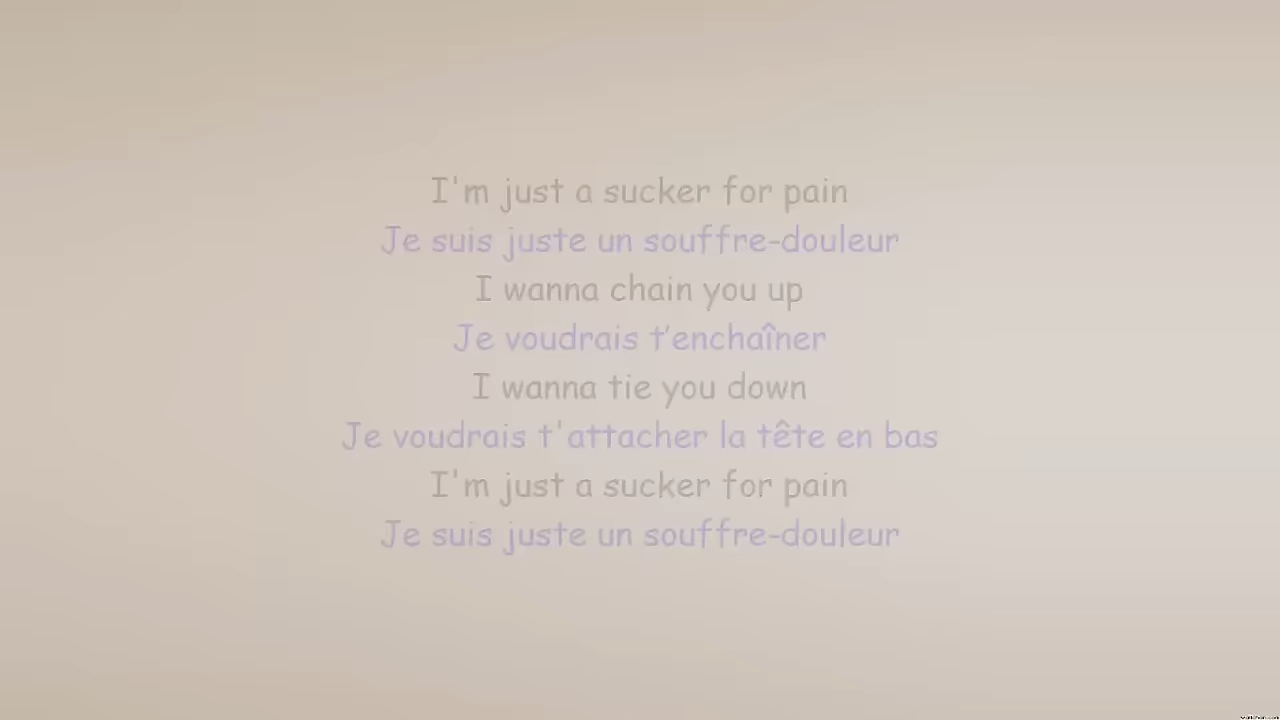 I'm just a sucker for pain
Je suis juste un souffre-douleur
I wanna chain you up
Je voudrais t’enchaîner
I wanna tie you down
Je voudrais t'attacher la tête en bas
I'm just a sucker for pain
Je suis juste un souffre-douleur